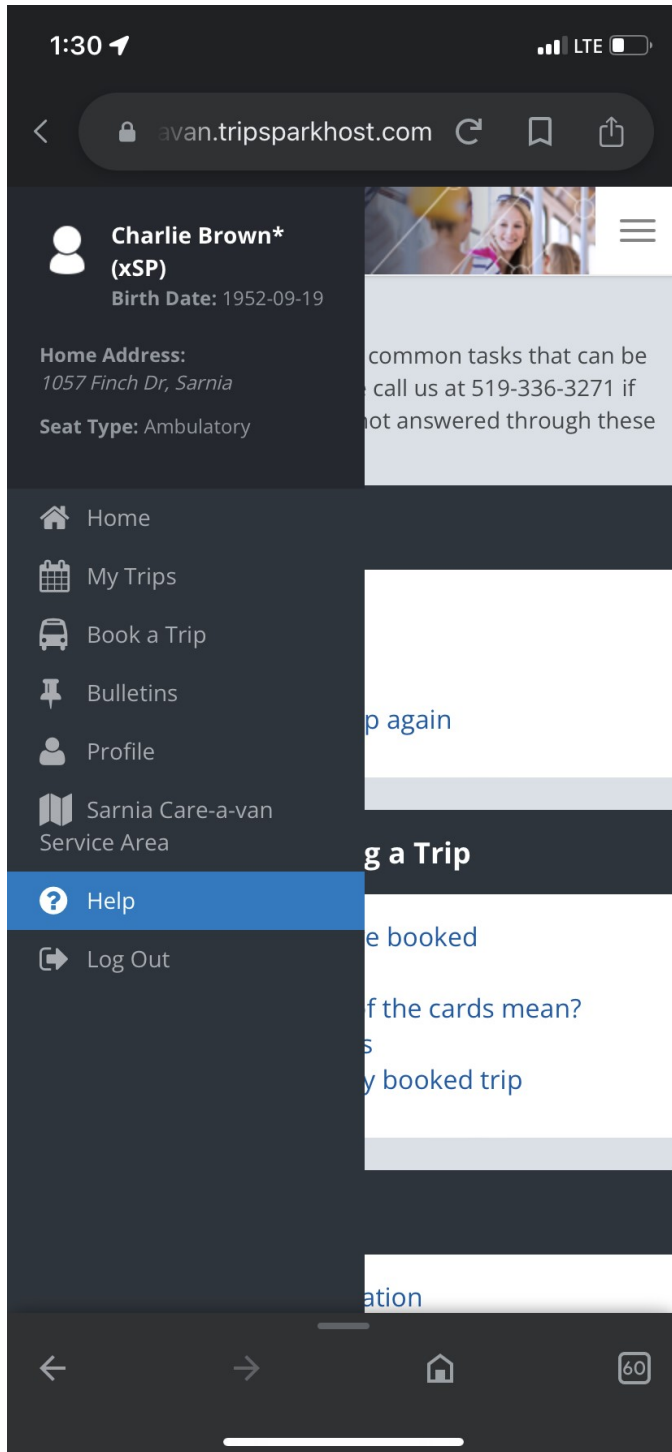 1:30
LTE
avan.tripsparkhost.com
Charlie Brown*
(xSP)
Birth Date: 1952-09-19
Home Address:
1057 Finch Dr, Sarnia
Seat Type: Ambulatory
common tasks that can be
call us at 519-336-3271 if
not answered through these
Home
My Trips
Book a Trip
Bulletins
Profile
Sarnia Care-a-van
Service Area
Help
Log Out
p again
g a Trip
e booked
f the cards mean?
s
y booked trip
ation
60